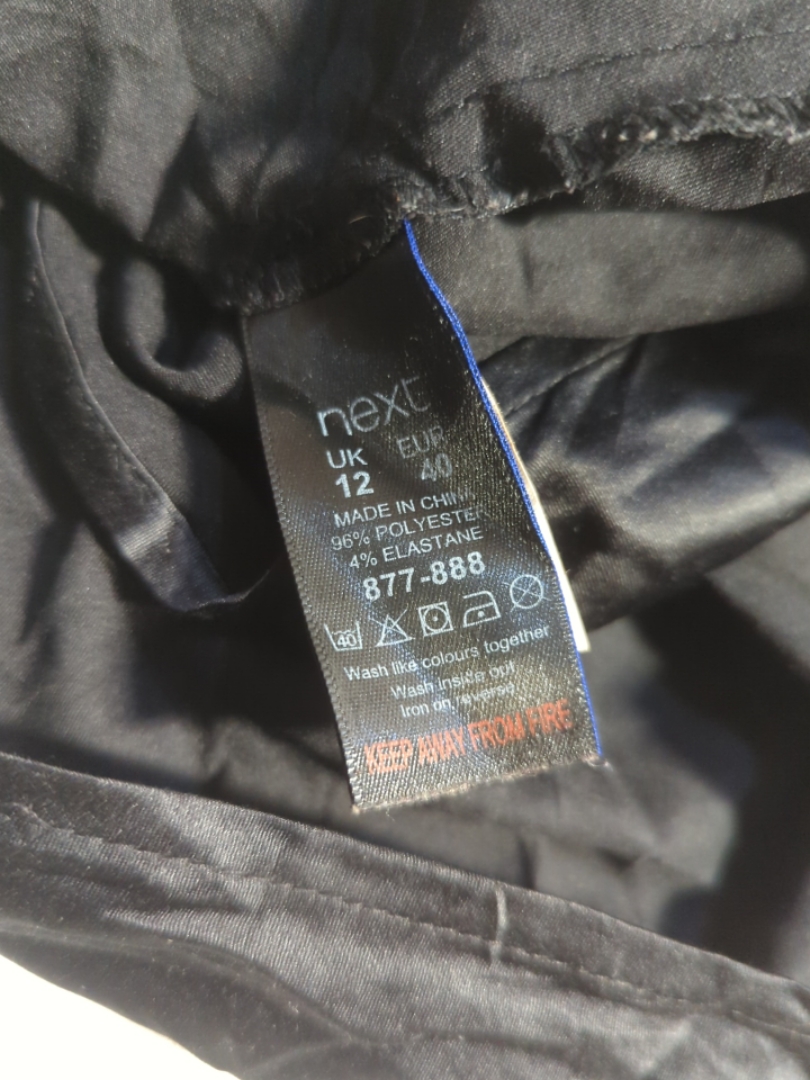 next
UK EUR
12 40
MADE IN CHINA
96% POLYESTER
4% ELASTANE
877-888
40
Wash like colours together
Wash inside out
Iron on reverse
KEEP AWAY FROM FIRE